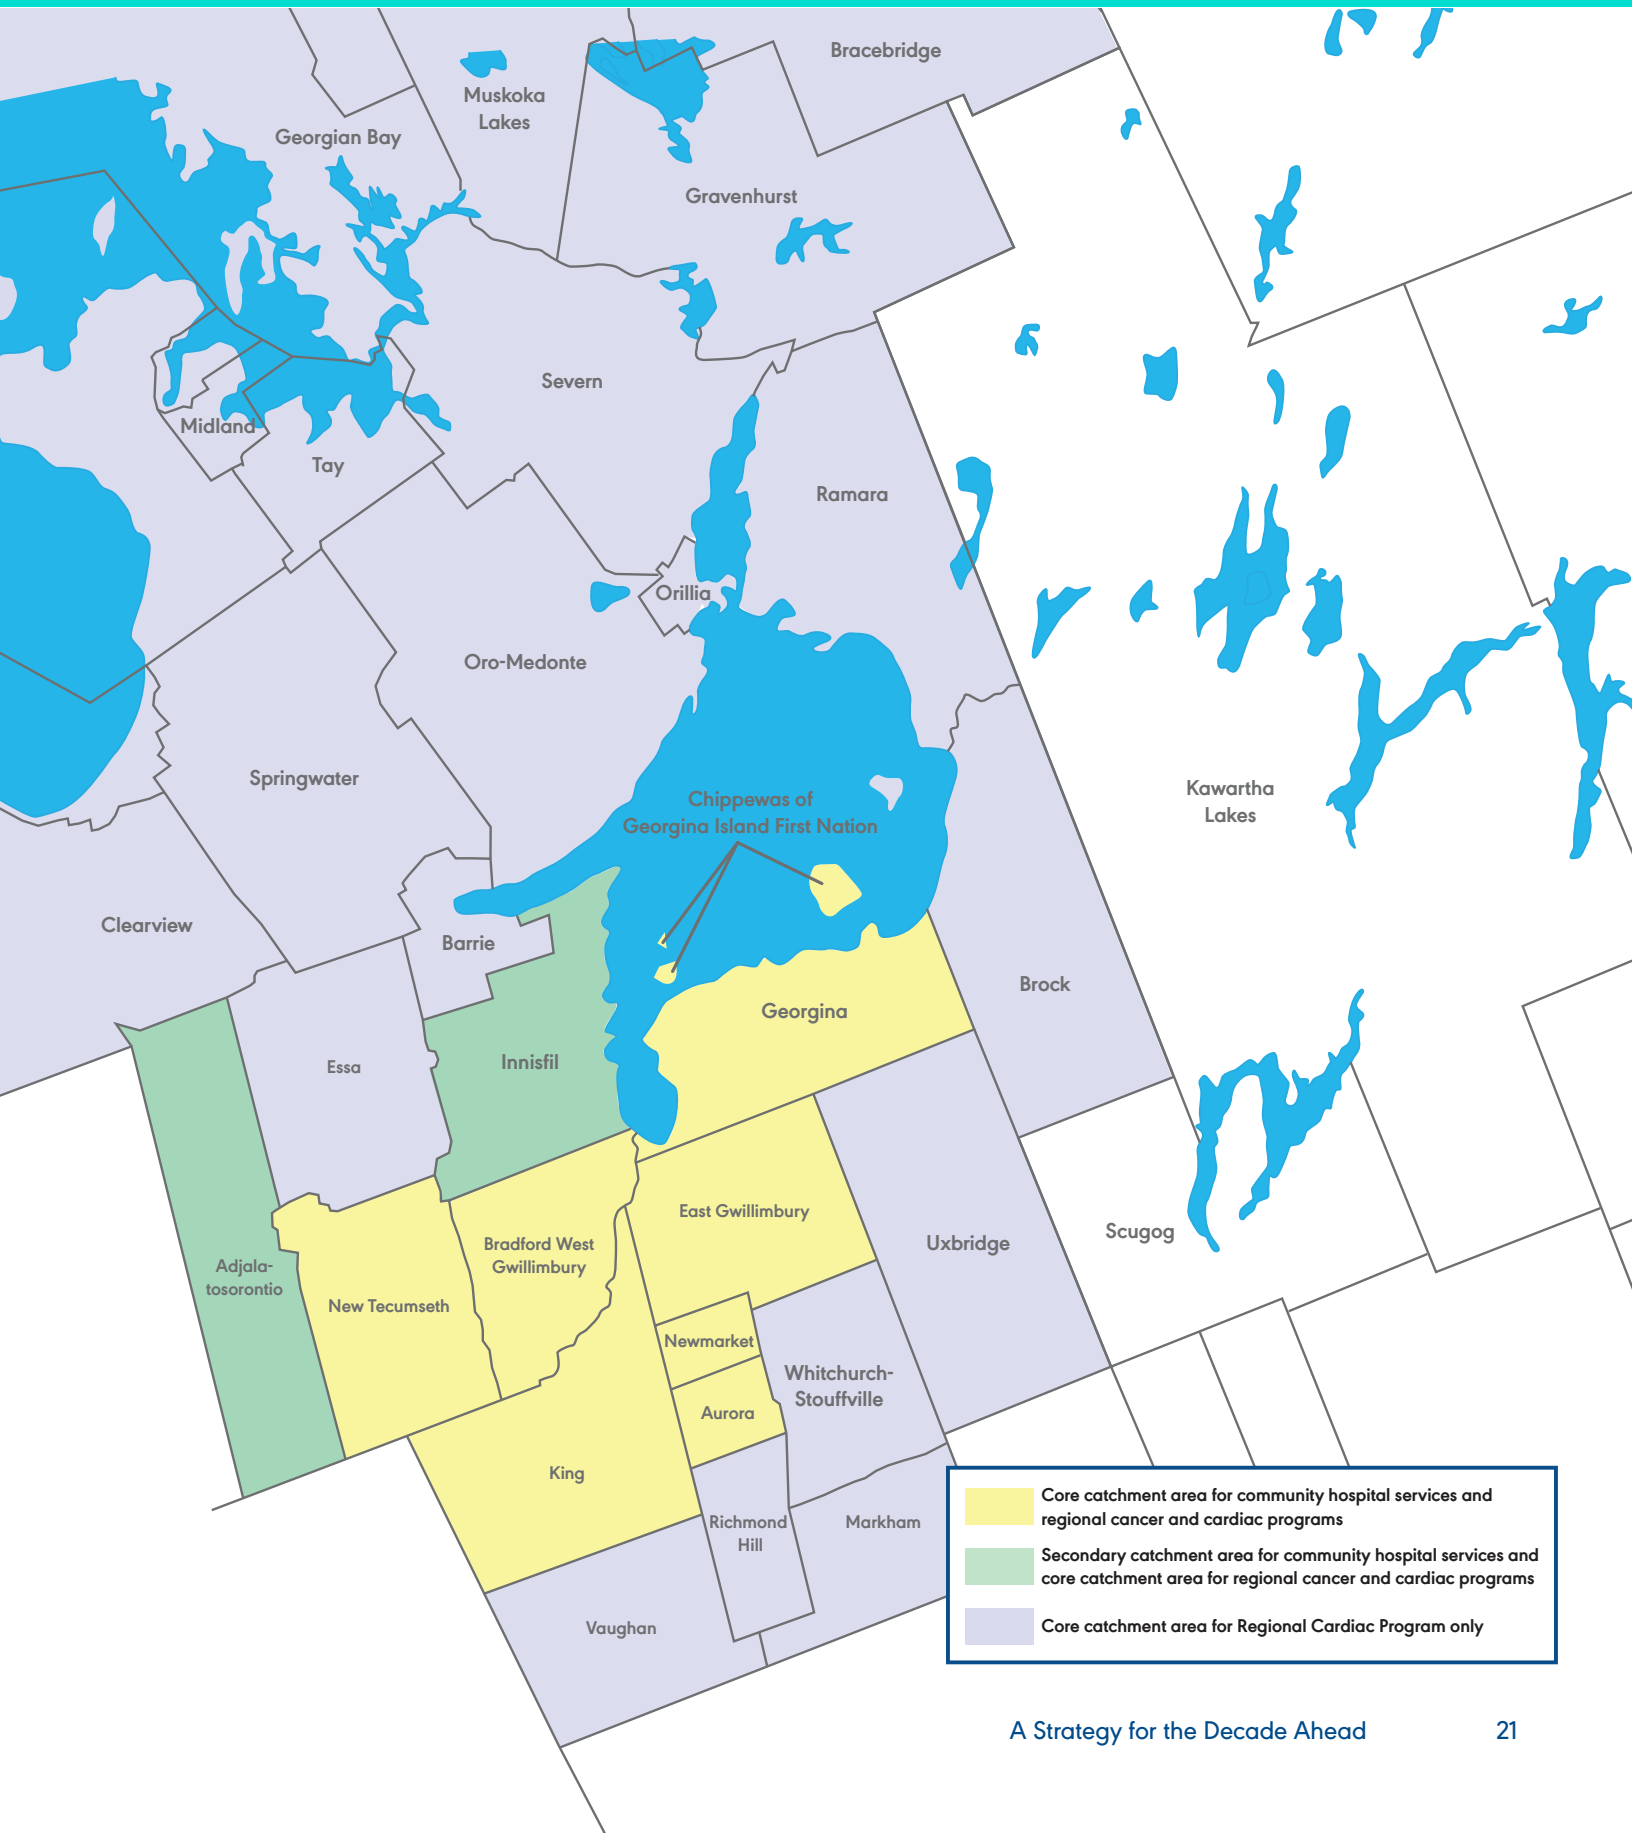 Bracebridge
Muskoka
Lakes
Georgian Bay
Gravenhurst
Severn
Midland
Tay
Ramara
Orillia
Oro-Medonte
Springwater
Chippewas of
Georgina Island First Nation
Kawartha
Lakes
Clearview
Barrie
Brock
Georgina
Essa
Innisfil
East Gwillimbury
Scugog
Uxbridge
Bradford West
Gwillimbury
Adjala-
tosorontio
New Tecumseth
Newmarket
Whitchurch-
Stouffville
Aurora
King
Richmond
Hill
Markham
Vaughan
Core catchment area for community hospital services and
regional cancer and cardiac programs
Secondary catchment area for community hospital services and
core catchment area for regional cancer and cardiac programs
Core catchment area for Regional Cardiac Program only
A Strategy for the Decade Ahead 21